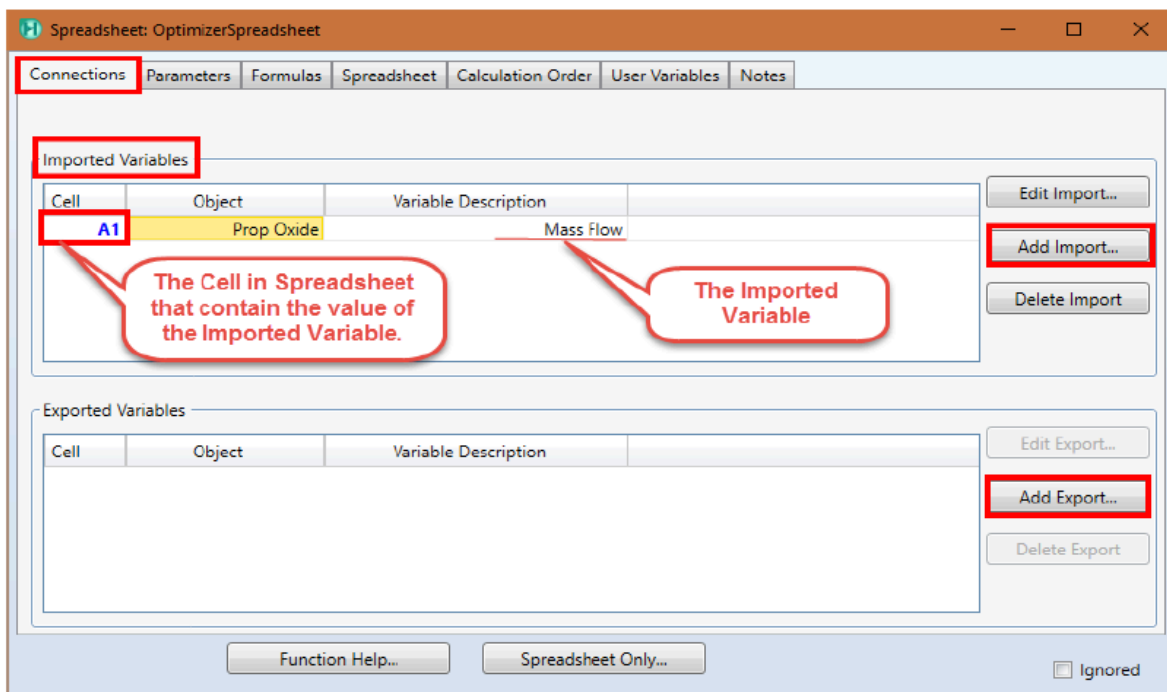 Spreadsheet: OptimizerSpreadsheet
Connections Parameters Formulas Spreadsheet Calculation Order User Variables Notes
Imported Variables
Cell Object Variable Description
Edit Import...
A1 Prop Oxide Mass Flow
Add Import...
The Cell in Spreadsheet
that contain the value of
the Imported Variable.
The Imported
Variable
Delete Import
Exported Variables
Cell Object Variable Description
Edit Export...
Add Export...
Delete Export
Function Help... Spreadsheet Only...
Ignored